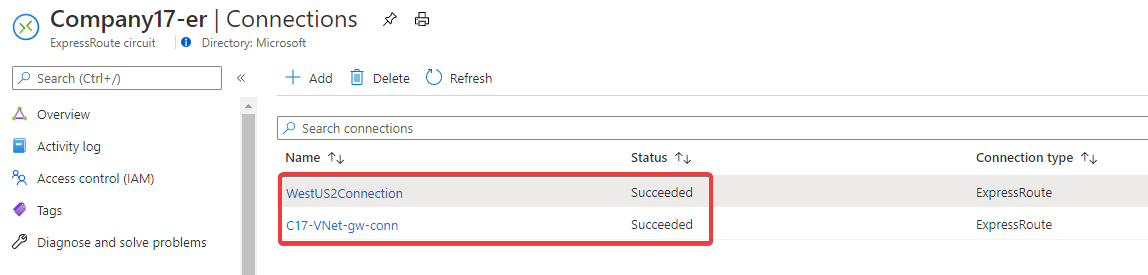 Company17-er | Connections
ExpressRoute circuit
Directory: Microsoft
Search (Ctrl+/)
«
Overview
Activity log
Access control (IAM)
Tags
Diagnose and solve problems
Add Delete Refresh
Search connections
Name Status Connection type
WestUS2Connection Succeeded ExpressRoute
C17-VNet-gw-conn Succeeded ExpressRoute